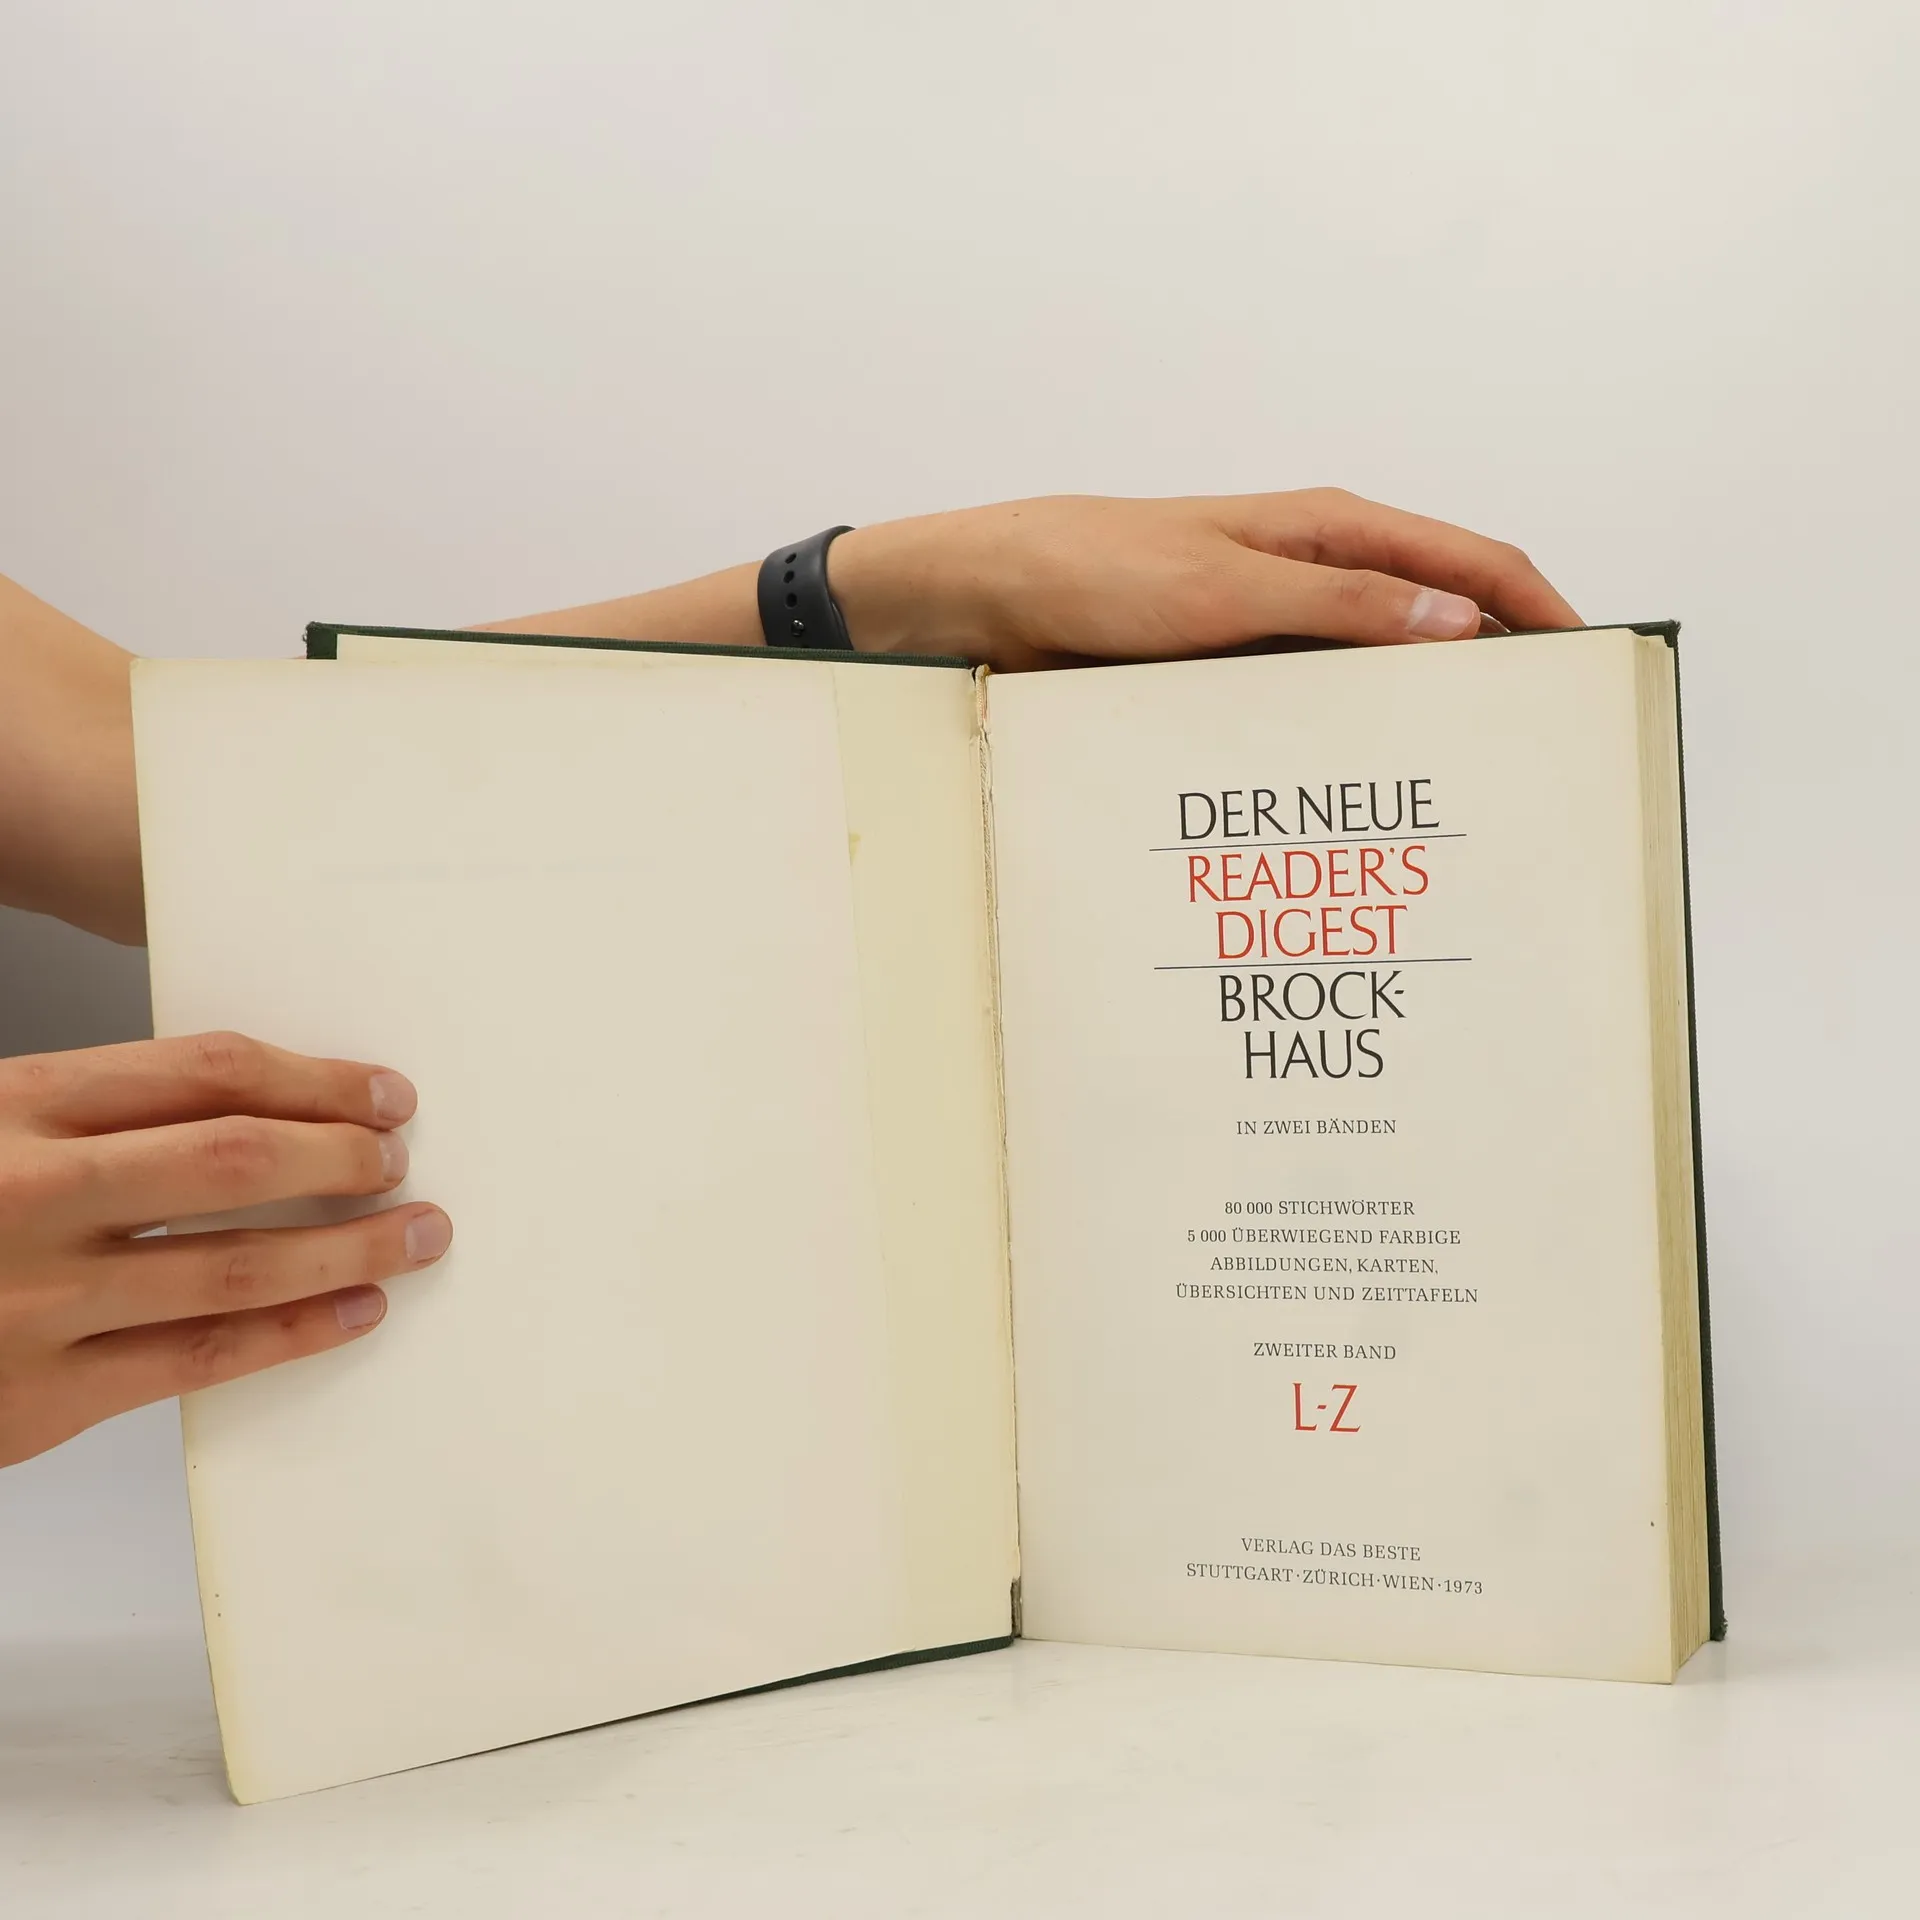 DER NEUE
READER'S
DIGEST
BROCK-
HAUS
IN ZWEI BÄNDEN
80 000 STICHWÖRTER
5 000 ÜBERWIEGEND FARBIGE
ABBILDUNGEN, KARTEN,
ÜBERSICHTEN UND ZEITTAFELN
ZWEITER BAND
L-Z
VERLAG DAS BESTE
STUTTGART·ZÜRICH·WIEN·1973